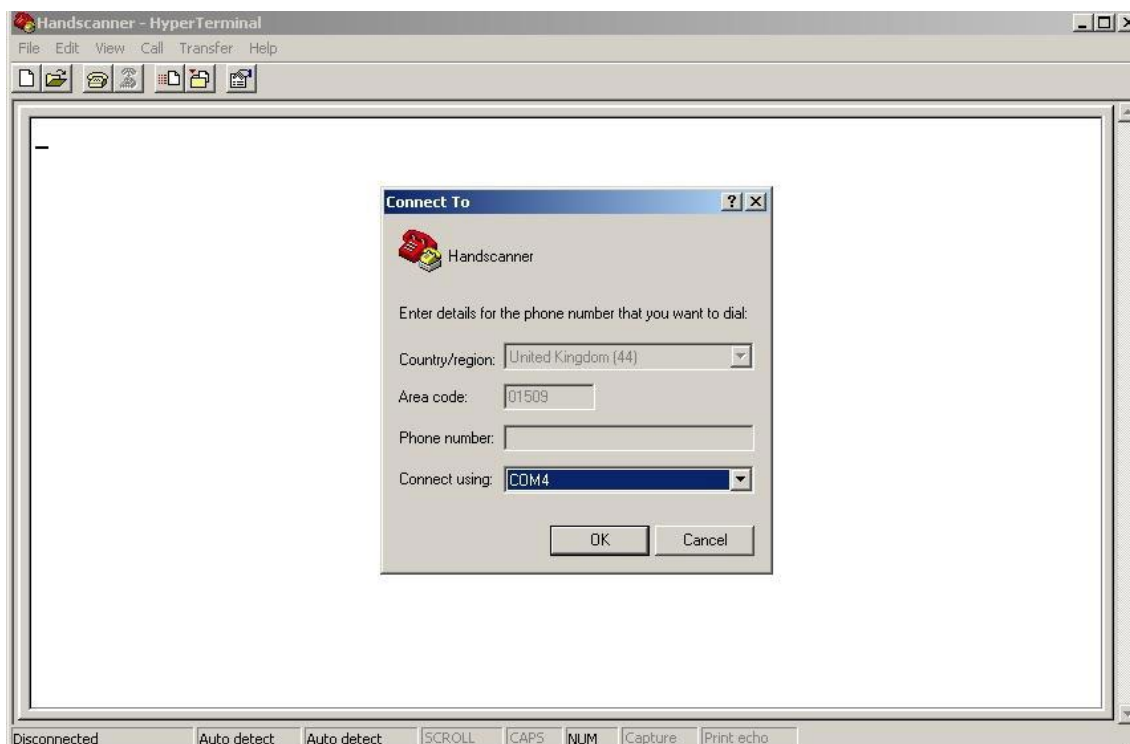 Handscanner - HyperTerminal
File Edit View Call Transfer Help
Connect To
Handscanner
Enter details for the phone number that you want to dial:
Country/region: United Kingdom (44)
Area code: 01509
Phone number:
Connect using: COM4
OK Cancel
Disconnected Auto detect Auto detect SCROLL CAPS NUM Capture Print echo